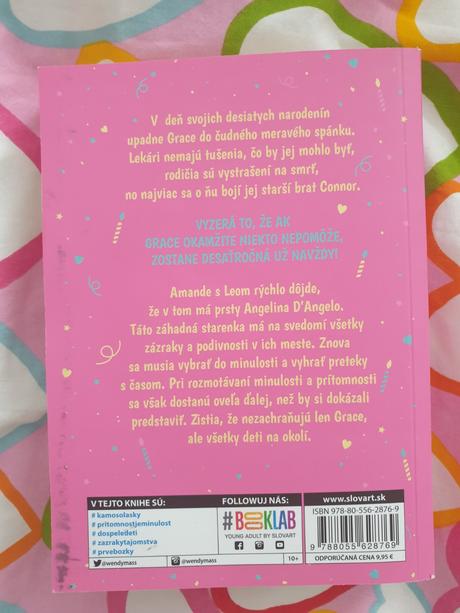 V deň svojich desiatych narodenín
upadne Grace do čudného meravého spánku.
Lekári nemajú tušenia, čo by jej mohlo byť,
rodičia sú vystrašení na smrť,
no najviac sa o ňu bojí jej starší brat Connor.
VYZERÁ TO, ŽE AK
GRACE OKAMŽITE NIEKTO NEPOMÔŽE,
ZOSTANE DESAŤROČNÁ UŽ NAVŽDY!
Amande s Leom rýchlo dôjde,
že v tom má prsty Angelina D'Angelo.
Táto záhadná starenka má na svedomí všetky
zázraky a podivnosti v ich meste. Znova
sa musia vybrať do minulosti a vyhrať preteky
s časom. Pri rozmotávaní minulosti a prítomnosti
sa však dostanú oveľa ďalej, než by si dokázali
predstaviť. Zistia, že nezachraňujú len Grace,
ale všetky deti na okolí.
V TEJTO KNIHE SÚ:
# kamosolasky
# pritomnostjeminulost
# dospeledeti
# zazrakytajomstva
# prvebozky
@wendymass
@wendymass
FOLLOWUJ NÁS:
#BOOKLAB
YOUNG ADULT BY SLOVART
10+
www.slovart.sk
ISBN 978-80-556-2876-9
9 788055 628769
ODPORÚČANÁ CENA 9,95 €